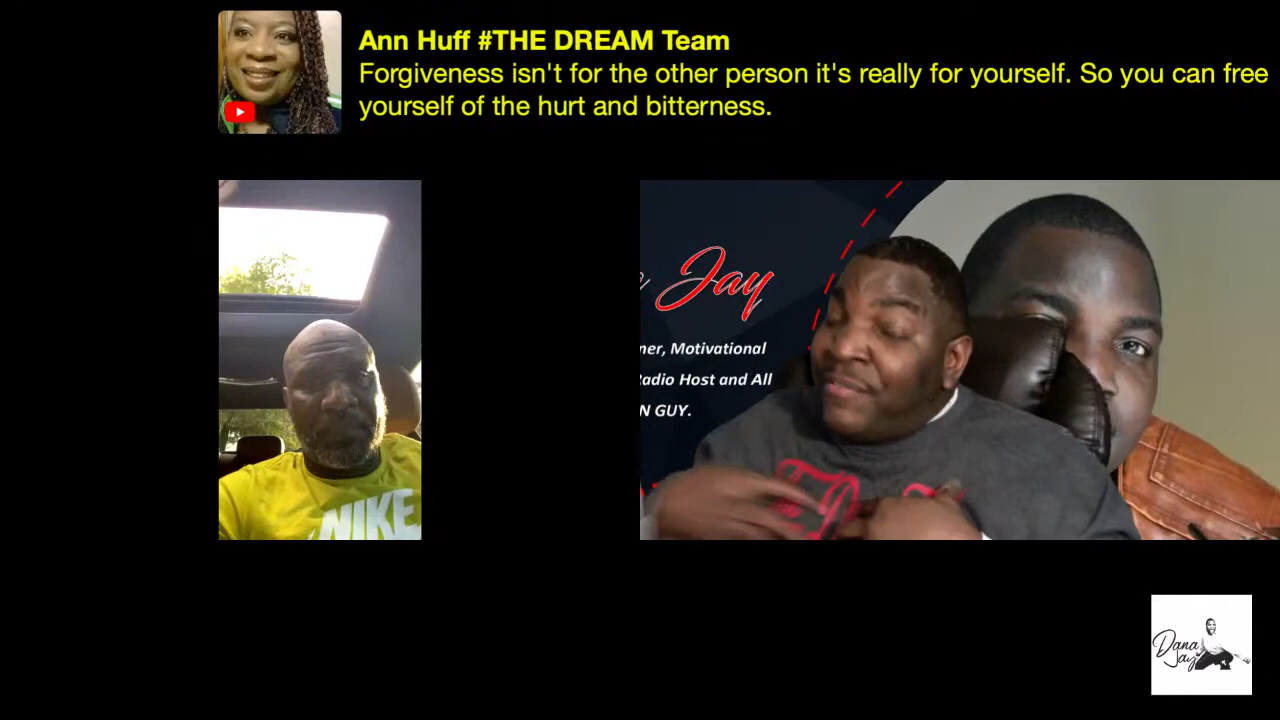 Ann Huff #THE DREAM Team
Forgiveness isn't for the other person it's really for yourself. So you can free
yourself of the hurt and bitterness.
Jay
ner, Motivational
adio Host and All
N GUY.
NIKE
Dana
Jay